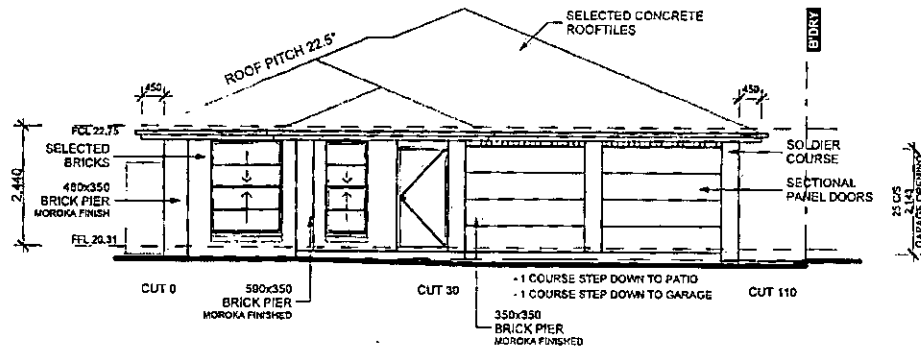 SELECTED CONCRETE
ROOFTILES
B'DRY
ROOF PITCH 22.5°
450
450
FCL 22.75
SELECTED
BRICKS
2,440
480x350
BRICK PIER
MOROKA FINISH
FFL 20.31
SOLDIER
COURSE
SECTIONAL
PANEL DOORS
25 C/S
2,143
GARAGE OPENING
CUT 0
590x350
BRICK PIER
MOROKA FINISHED
CUT 30
- 1 COURSE STEP DOWN TO PATIO
- 1 COURSE STEP DOWN TO GARAGE
CUT 110
350x350
BRICK PIER
MOROKA FINISHED